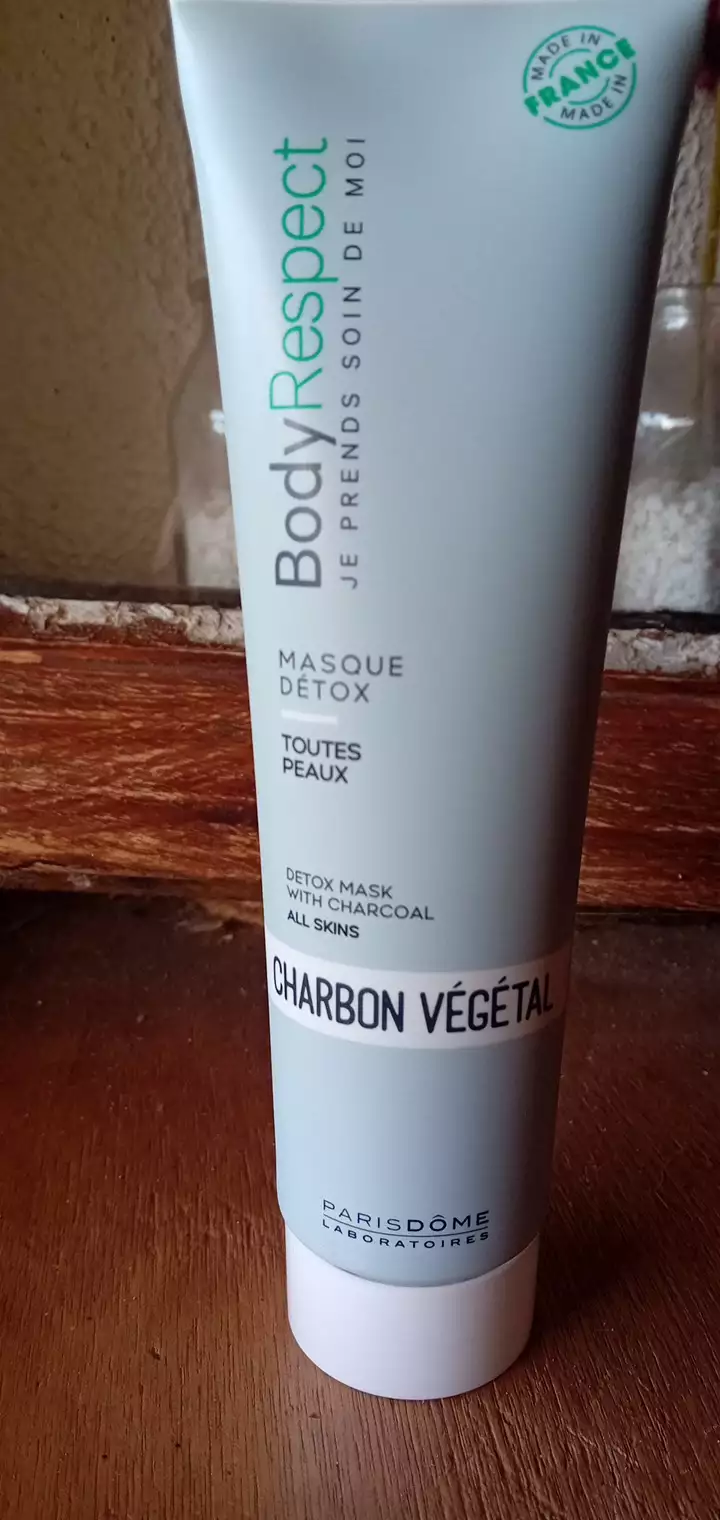 MADE IN
FRANCE
MADE IN
BodyRespect
JE PRENDS SOIN DE MOI
MASQUE
DÉTOX
TOUTES
PEAUX
DETOX MASK
WITH CHARCOAL
ALL SKINS
CHARBON VÉGÉTAL
PARISDÔME
LABORATOIRES